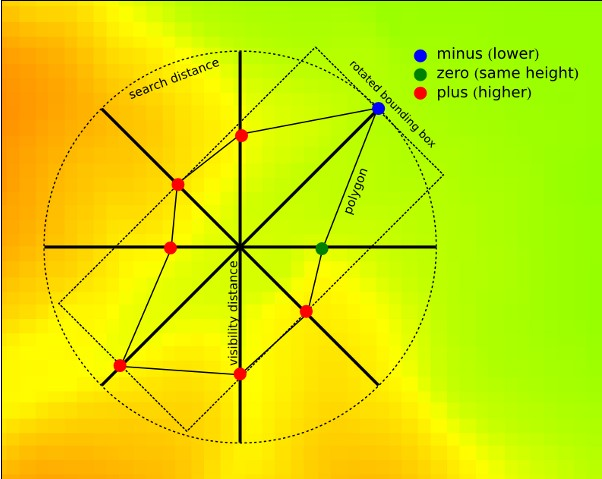 minus (lower)
zero (same height)
plus (higher)
search distance
rotated bounding box
polygon
visibility distance